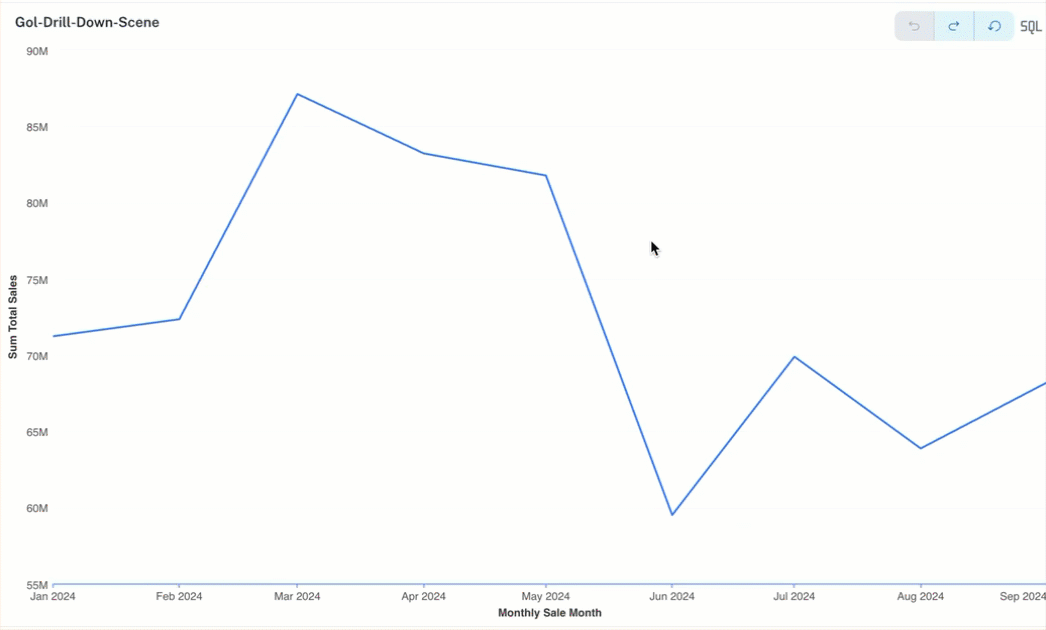 Gol-Drill-Down-Scene
SQL
90M
85M
80M
75M
70M
65M
60M
55M
Sum Total Sales
Jan 2024
Feb 2024
Mar 2024
Apr 2024
May 2024
Jun 2024
Jul 2024
Aug 2024
Sep 2024
Monthly Sale Month